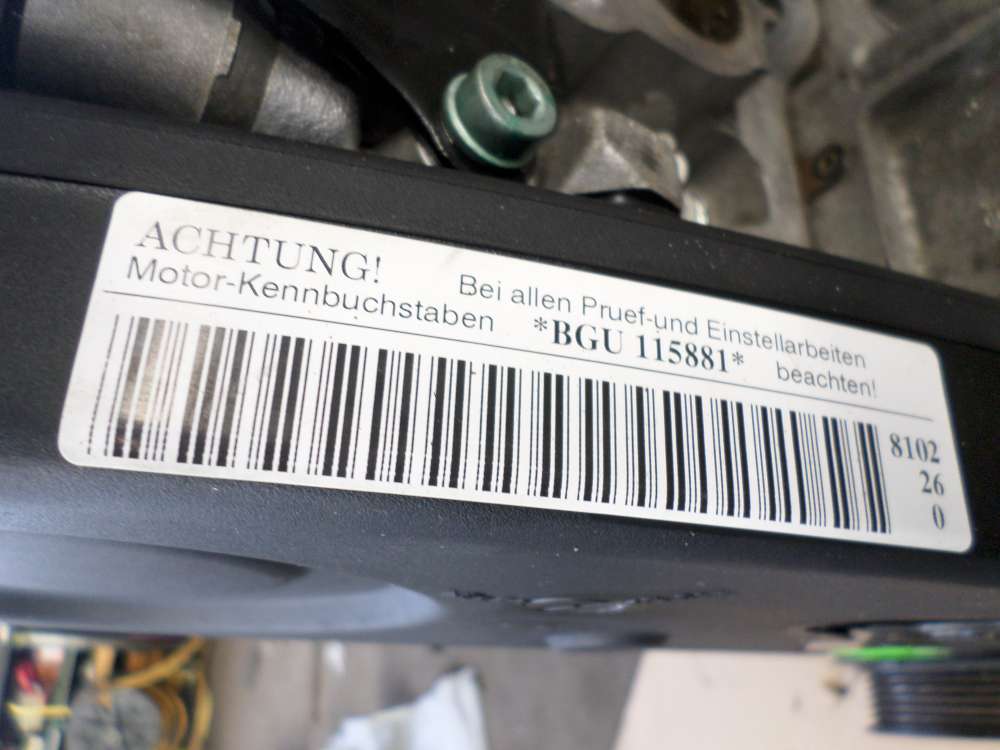 ACHTUNG! Bei allen Pruef-und Einstellarbeiten
Motor-Kennbuchstaben *BGU 115881* beachten!
8102
26
0